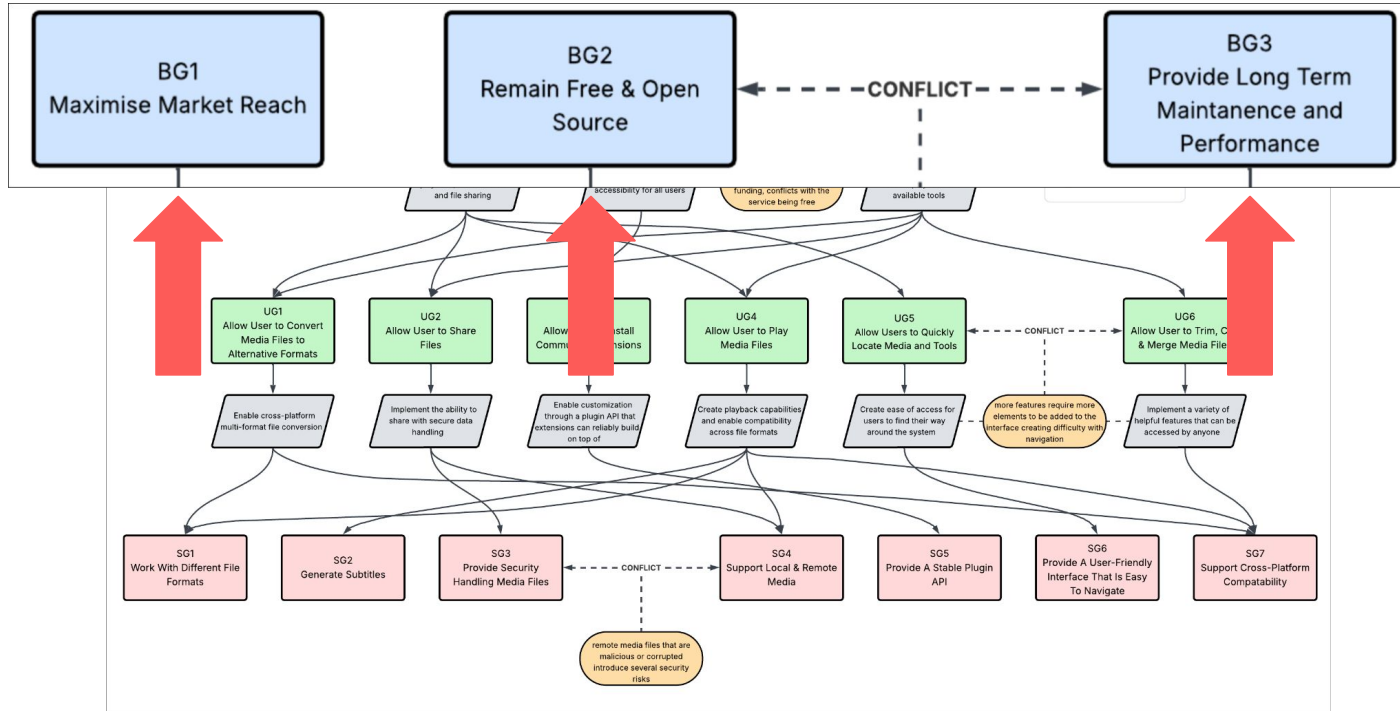 BG1
Maximise Market Reach
BG2
Remain Free & Open
Source
CONFLICT
BG3
Provide Long Term
Maintanence and
Performance
and file sharing
accessibility for all users
funding, conflicts with the
service being free
available tools
UG1
Allow User to Convert
Media Files to
Alternative Formats
UG2
Allow User to Share
Files
Allow
UG4
Allow User to Play
Media Files
UG5
Allow Users to Quickly
Locate Media and Tools
CONFLICT
UG6
Allow User to Trim,
& Merge Media
Enable cross-platform
multi-format file conversion
Implement the ability to
share with secure data
handling
Enable customization
through a plugin API that
extensions can reliably build
on top of
Create playback capabilities
and enable compatibility
across file formats
Create ease of access for
users to find their way
around the system
more features require more
elements to be added to the
interface creating difficulty with
navigation
Implement a variety of
helpful features that can be
accessed by anyone
SG1
Work With Different File
Formats
SG2
Generate Subtitles
SG3
Provide Security
Handling Media Files
CONFLICT
SG4
Support Local & Remote
Media
SG5
Provide A Stable Plugin
API
SG6
Provide A User-Friendly
Interface That Is Easy
To Navigate
SG7
Support Cross-Platform
Compatability
remote media files that are
malicious or corrupted
introduce several security
risks